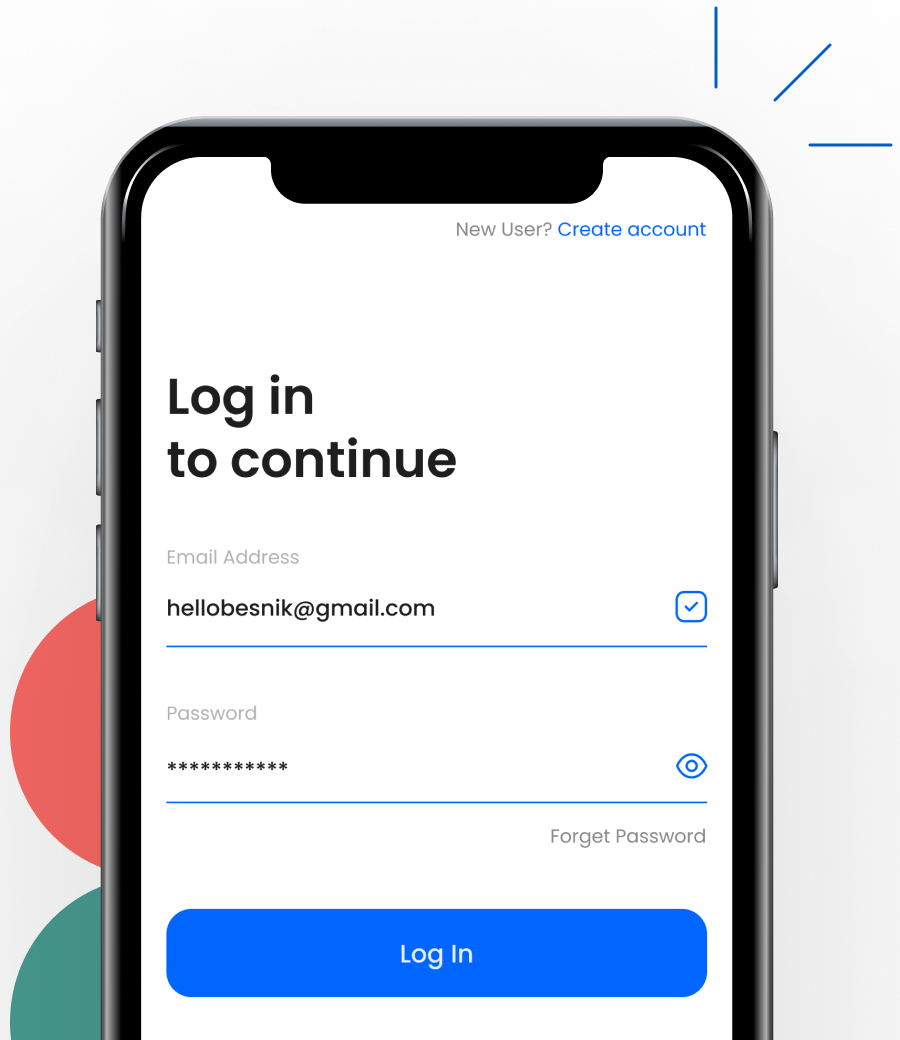 New User? Create account
Log in
to continue
Email Address
hellobesnik@gmail.com
Password
***********
Forget Password
Log In